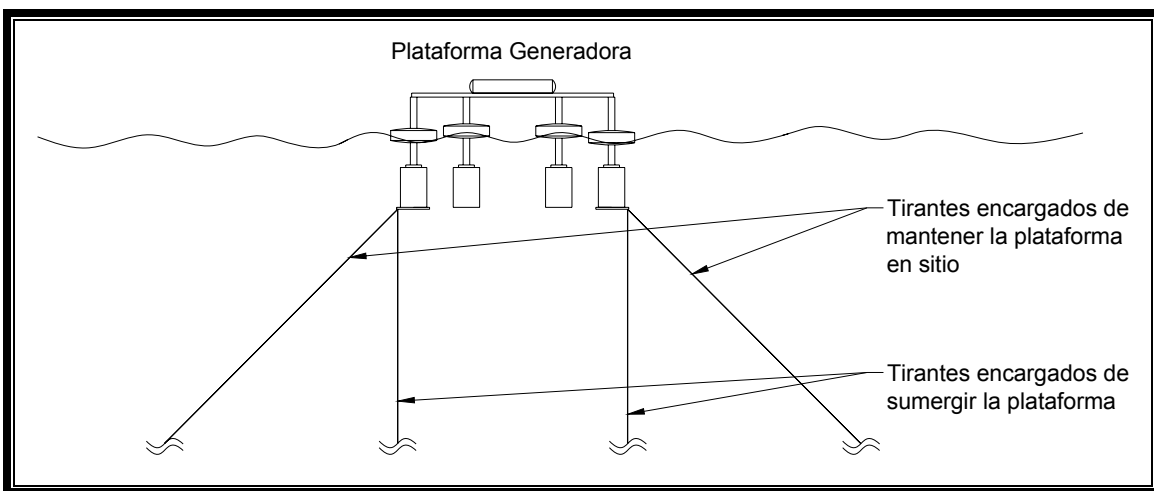 Plataforma Generadora
Tirantes encargados de
mantener la plataforma
en sitio
Tirantes encargados de
sumergir la plataforma